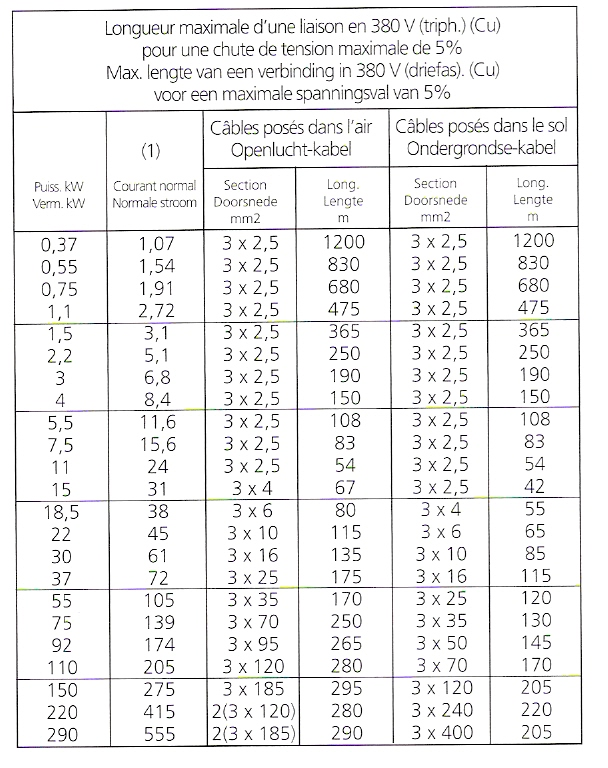 Longueur maximale d'une liaison en 380 V (triph.) (Cu)
pour une chute de tension maximale de 5%
Max. lengte van een verbinding in 380 V (driefas). (Cu)
voor een maximale spanningsval van 5%
(1) Câbles posés dans l'air Câbles posés dans le sol
Openlucht-kabel Ondergrondse-kabel
Puiss. kW Courant normal Section Long. Section Long.
Verm. kW Normale stroom Doorsnede Lengte Doorsnede Lengte
mm2 m mm2 m
0,37 1,07 3 x 2,5 1200 3 x 2,5 1200
0,55 1,54 3 x 2,5 830 3 x 2,5 830
0,75 1,91 3 x 2,5 680 3 x 2,5 680
1,1 2,72 3 x 2,5 475 3 x 2,5 475
1,5 3,1 3 x 2,5 365 3 x 2,5 365
2,2 5,1 3 x 2,5 250 3 x 2,5 250
3 6,8 3 x 2,5 190 3 x 2,5 190
4 8,4 3 x 2,5 150 3 x 2,5 150
5,5 11,6 3 x 2,5 108 3 x 2,5 108
7,5 15,6 3 x 2,5 83 3 x 2,5 83
11 24 3 x 2,5 54 3 x 2,5 54
15 31 3 x 4 67 3 x 2,5 42
18,5 38 3 x 6 80 3 x 4 55
22 45 3 x 10 115 3 x 6 65
30 61 3 x 16 135 3 x 10 85
37 72 3 x 25 175 3 x 16 115
55 105 3 x 35 170 3 x 25 120
75 139 3 x 70 250 3 x 35 130
92 174 3 x 95 265 3 x 50 145
110 205 3 x 120 280 3 x 70 170
150 275 3 x 185 295 3 x 120 205
220 415 2(3 x 120) 280 3 x 240 220
290 555 2(3 x 185) 290 3 x 400 205